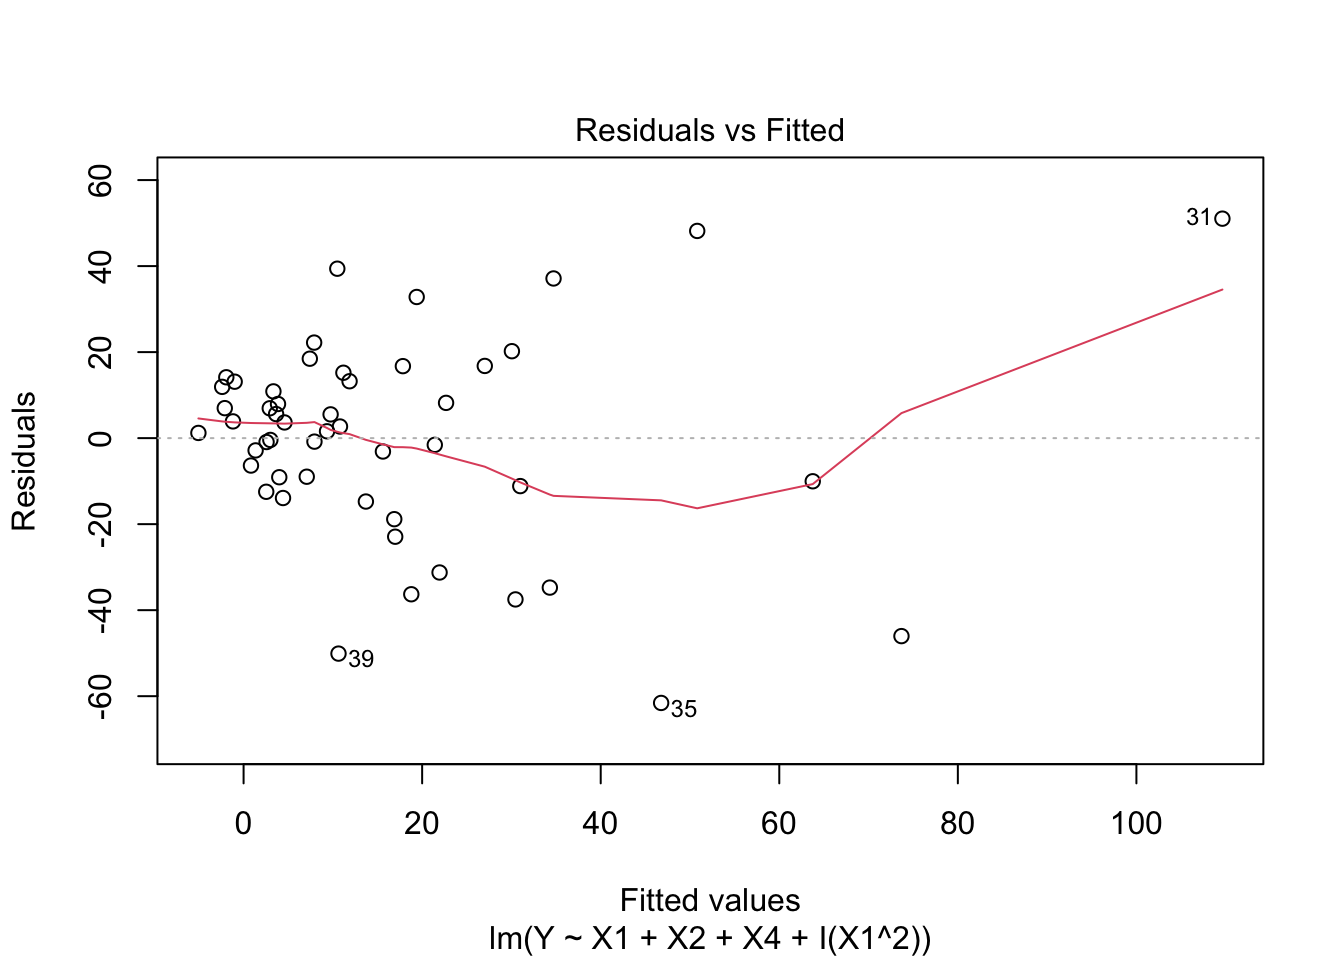 Residuals vs Fitted
60
40
20
0
-20
-40
-60
Residuals
31
39
35
0 20 40 60 80 100
Fitted values
lm(Y ~ X1 + X2 + X4 + I(X1^2))